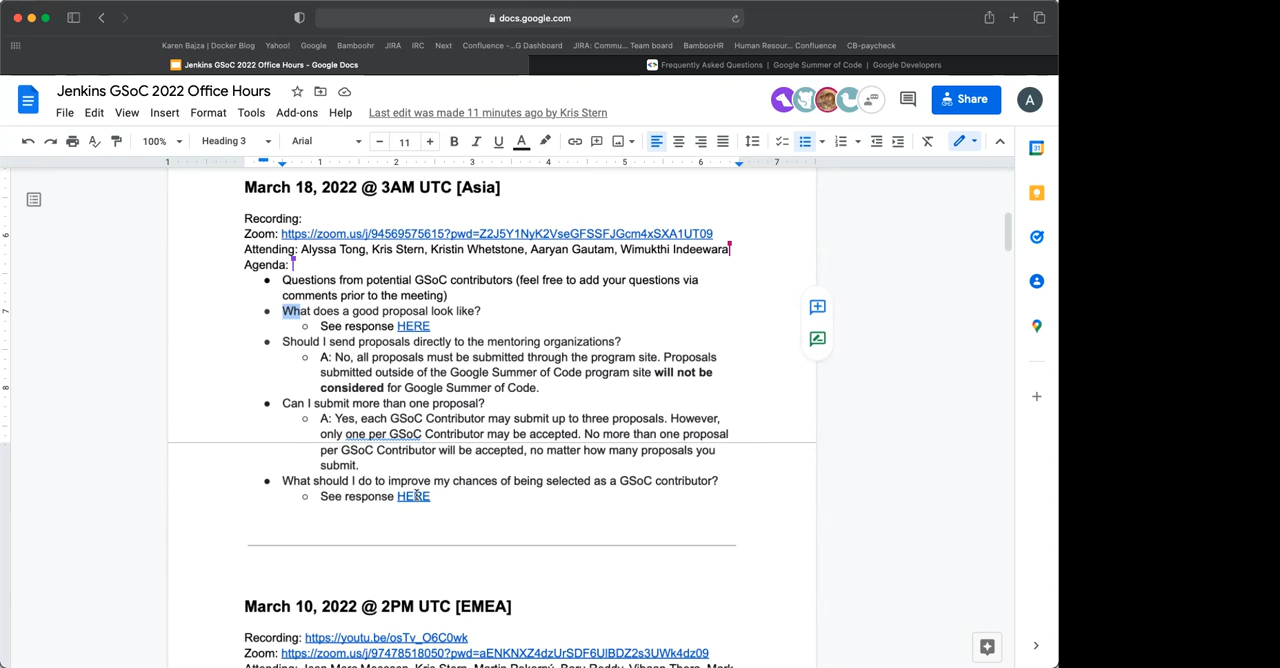 docs.google.com
Karen Bajza | Docker Blog Yahoo! Google Bamboohr JIRA IRC Next Confluence -...G Dashboard JIRA: Commu... Team board BambooHR Human Resour... Confluence CB-paycheck
Jenkins GSoC 2022 Office Hours - Google Docs
Frequently Asked Questions | Google Summer of Code | Google Developers
Jenkins GSoC 2022 Office Hours
File Edit View Insert Format Tools Add-ons Help Last edit was made 11 minutes ago by Kris Stern
Share
A
100% Heading 3 Arial 11
1 1 2 3 4 5 6 7
March 18, 2022 @ 3AM UTC [Asia]
Recording:
Zoom: https://zoom.us/j/94569575615?pwd=Z2J5Y1NyK2VseGFSSFJGcm4xSXA1UT09
Attending: Alyssa Tong, Kris Stern, Kristin Whetstone, Aaryan Gautam, Wimukthi Indeewara
Agenda:
Questions from potential GSoC contributors (feel free to add your questions via
comments prior to the meeting)
What does a good proposal look like?
See response HERE
Should I send proposals directly to the mentoring organizations?
A: No, all proposals must be submitted through the program site. Proposals
submitted outside of the Google Summer of Code program site will not be
considered for Google Summer of Code.
Can I submit more than one proposal?
A: Yes, each GSoC Contributor may submit up to three proposals. However,
only one per GSoC Contributor may be accepted. No more than one proposal
per GSoC Contributor will be accepted, no matter how many proposals you
submit.
What should I do to improve my chances of being selected as a GSoC contributor?
See response HERE
March 10, 2022 @ 2PM UTC [EMEA]
Recording: https://youtu.be/osTv_O6C0wk
Zoom: https://zoom.us/j/97478518050?pwd=aENKNXZ4dzUrSDF6UlBDZ2s3UWk4dz09